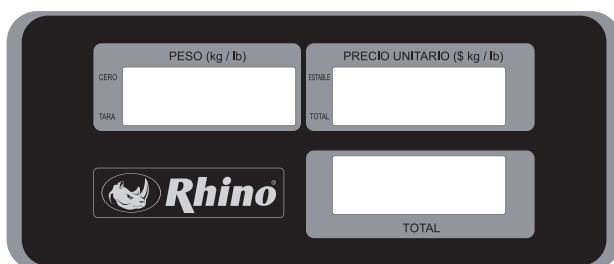 PESO (kg / lb)
PRECIO UNITARIO ($ kg / lb)
CERO
ESTABLE
TARA
TOTAL
Rhino®
TOTAL